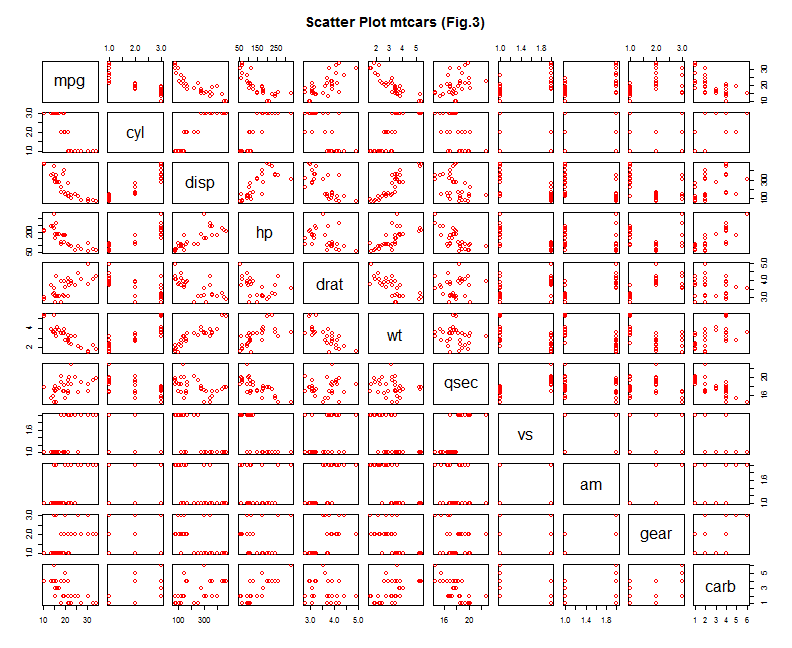 Scatter Plot mtcars (Fig.3)
1.0 2.0 3.0 50 150 250 2 3 4 5 1.0 1.4 1.8 1.0 2.0 3.0
mpg 10 20 30
1.0 2.0 3.0 cyl
disp 100 300
50 200 hp
drat 3.0 4.0 5.0
2 4 wt
qsec 16 20
1.0 1.6 vs
am 1.0 1.6
1.0 2.0 3.0 gear
carb 1 3 5
10 20 30 100 300 3.0 4.0 5.0 16 20 1.0 1.4 1.8 1 2 3 4 5 6